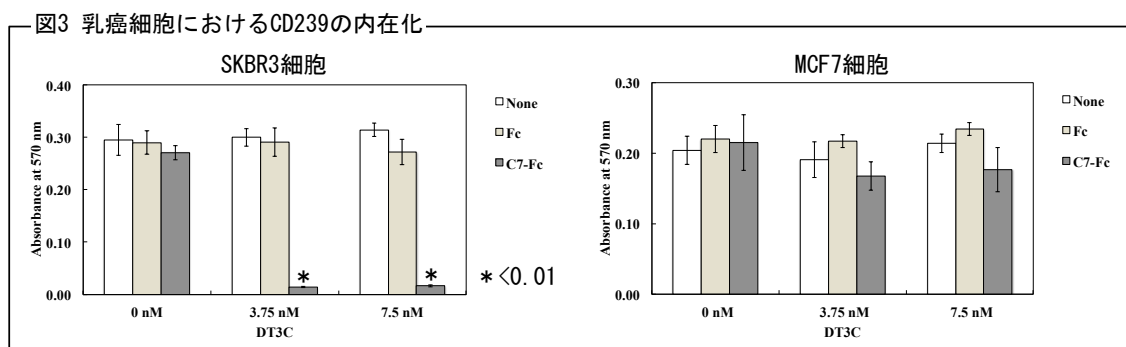 図3 乳癌細胞におけるCD239の内在化
SKBR3細胞
Absorbance at 570 nm
0.40
0.30
0.20
0.10
0.00
None
Fc
C7-Fc
*
*
*<0.01
0 nM 3.75 nM 7.5 nM
DT3C
MCF7細胞
Absorbance at 570 nm
0.30
0.20
0.10
0.00
None
Fc
C7-Fc
0 nM 3.75 nM 7.5 nM
DT3C